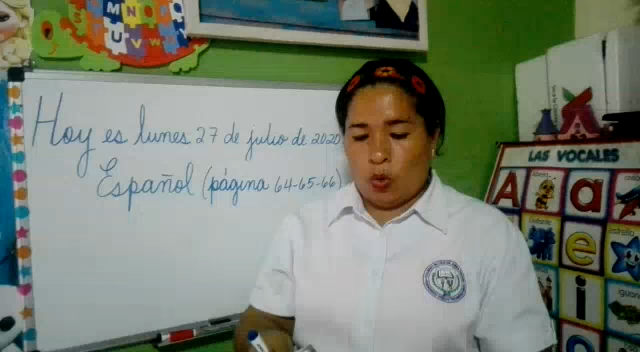 Hoy es lunes 27 de julio de 2020
Español (página 64-65-66)
LAS VOCALES
A a
e
i
M N
U V W